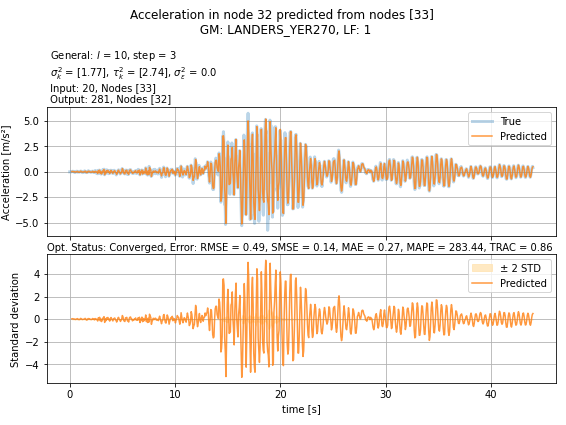 Acceleration in node 32 predicted from nodes [33]
GM: LANDERS_YER270, LF: 1
General: l = 10, step = 3
σ²ₖ = [1.77], τ²ₖ = [2.74], σ²ε = 0.0
Input: 20, Nodes [33]
Output: 281, Nodes [32]
Acceleration [m/s²]
5.0
2.5
0.0
−2.5
−5.0
True
Predicted
Opt. Status: Converged, Error: RMSE = 0.49, SMSE = 0.14, MAE = 0.27, MAPE = 283.44, TRAC = 0.86
Standard deviation
4
2
0
−2
−4
± 2 STD
Predicted
0 10 20 30 40
time [s]